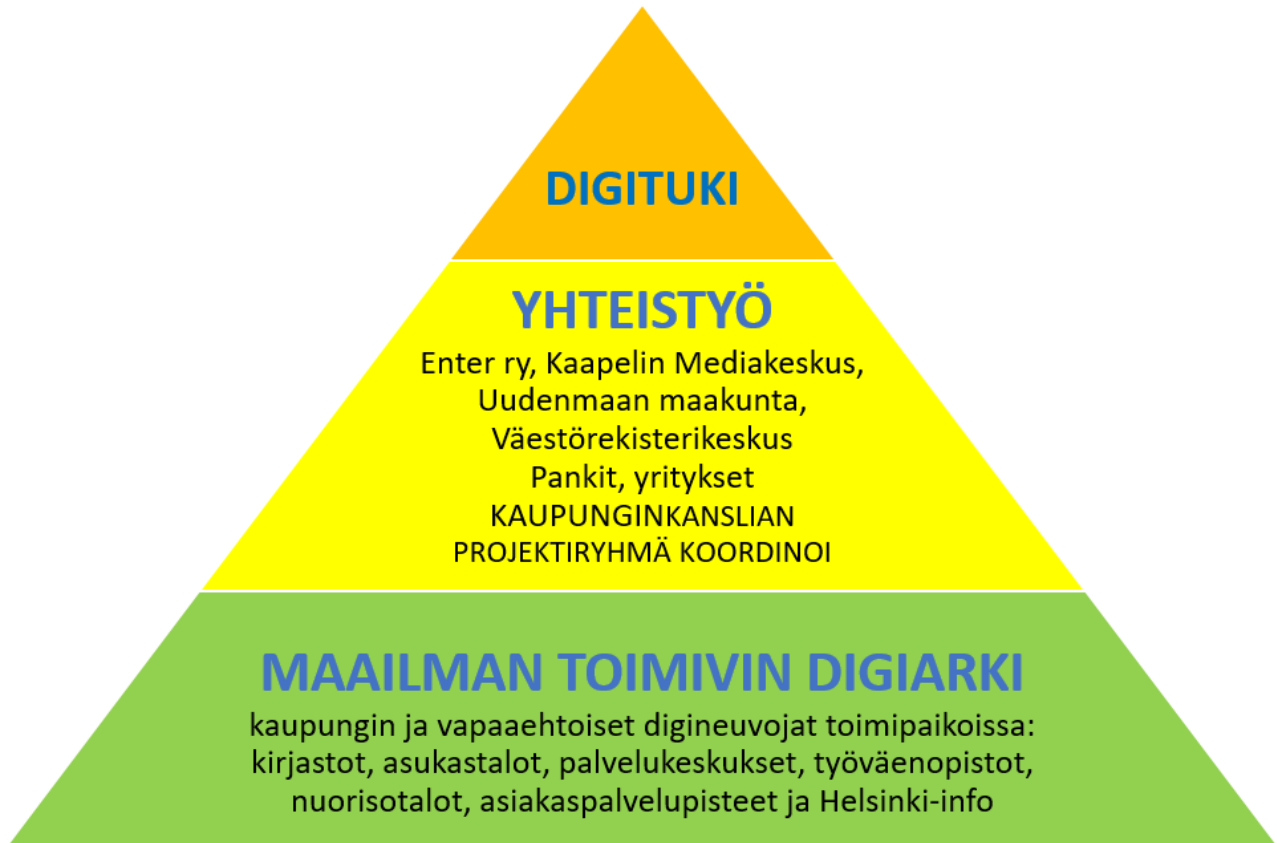 DIGITUKI
YHTEISTYÖ
Enter ry, Kaapelin Mediakeskus,
Uudenmaan maakunta,
Väestörekisterikeskus
Pankit, yritykset
KAUPUNGINKANSLIAN
PROJEKTIRYHMÄ KOORDINOI
MAAILMAN TOIMIVIN DIGIARKI
kaupungin ja vapaaehtoiset digineuvojat toimipaikoissa:
kirjastot, asukastalot, palvelukeskukset, työväenopistot,
nuorisotalot, asiakaspalvelupisteet ja Helsinki-info